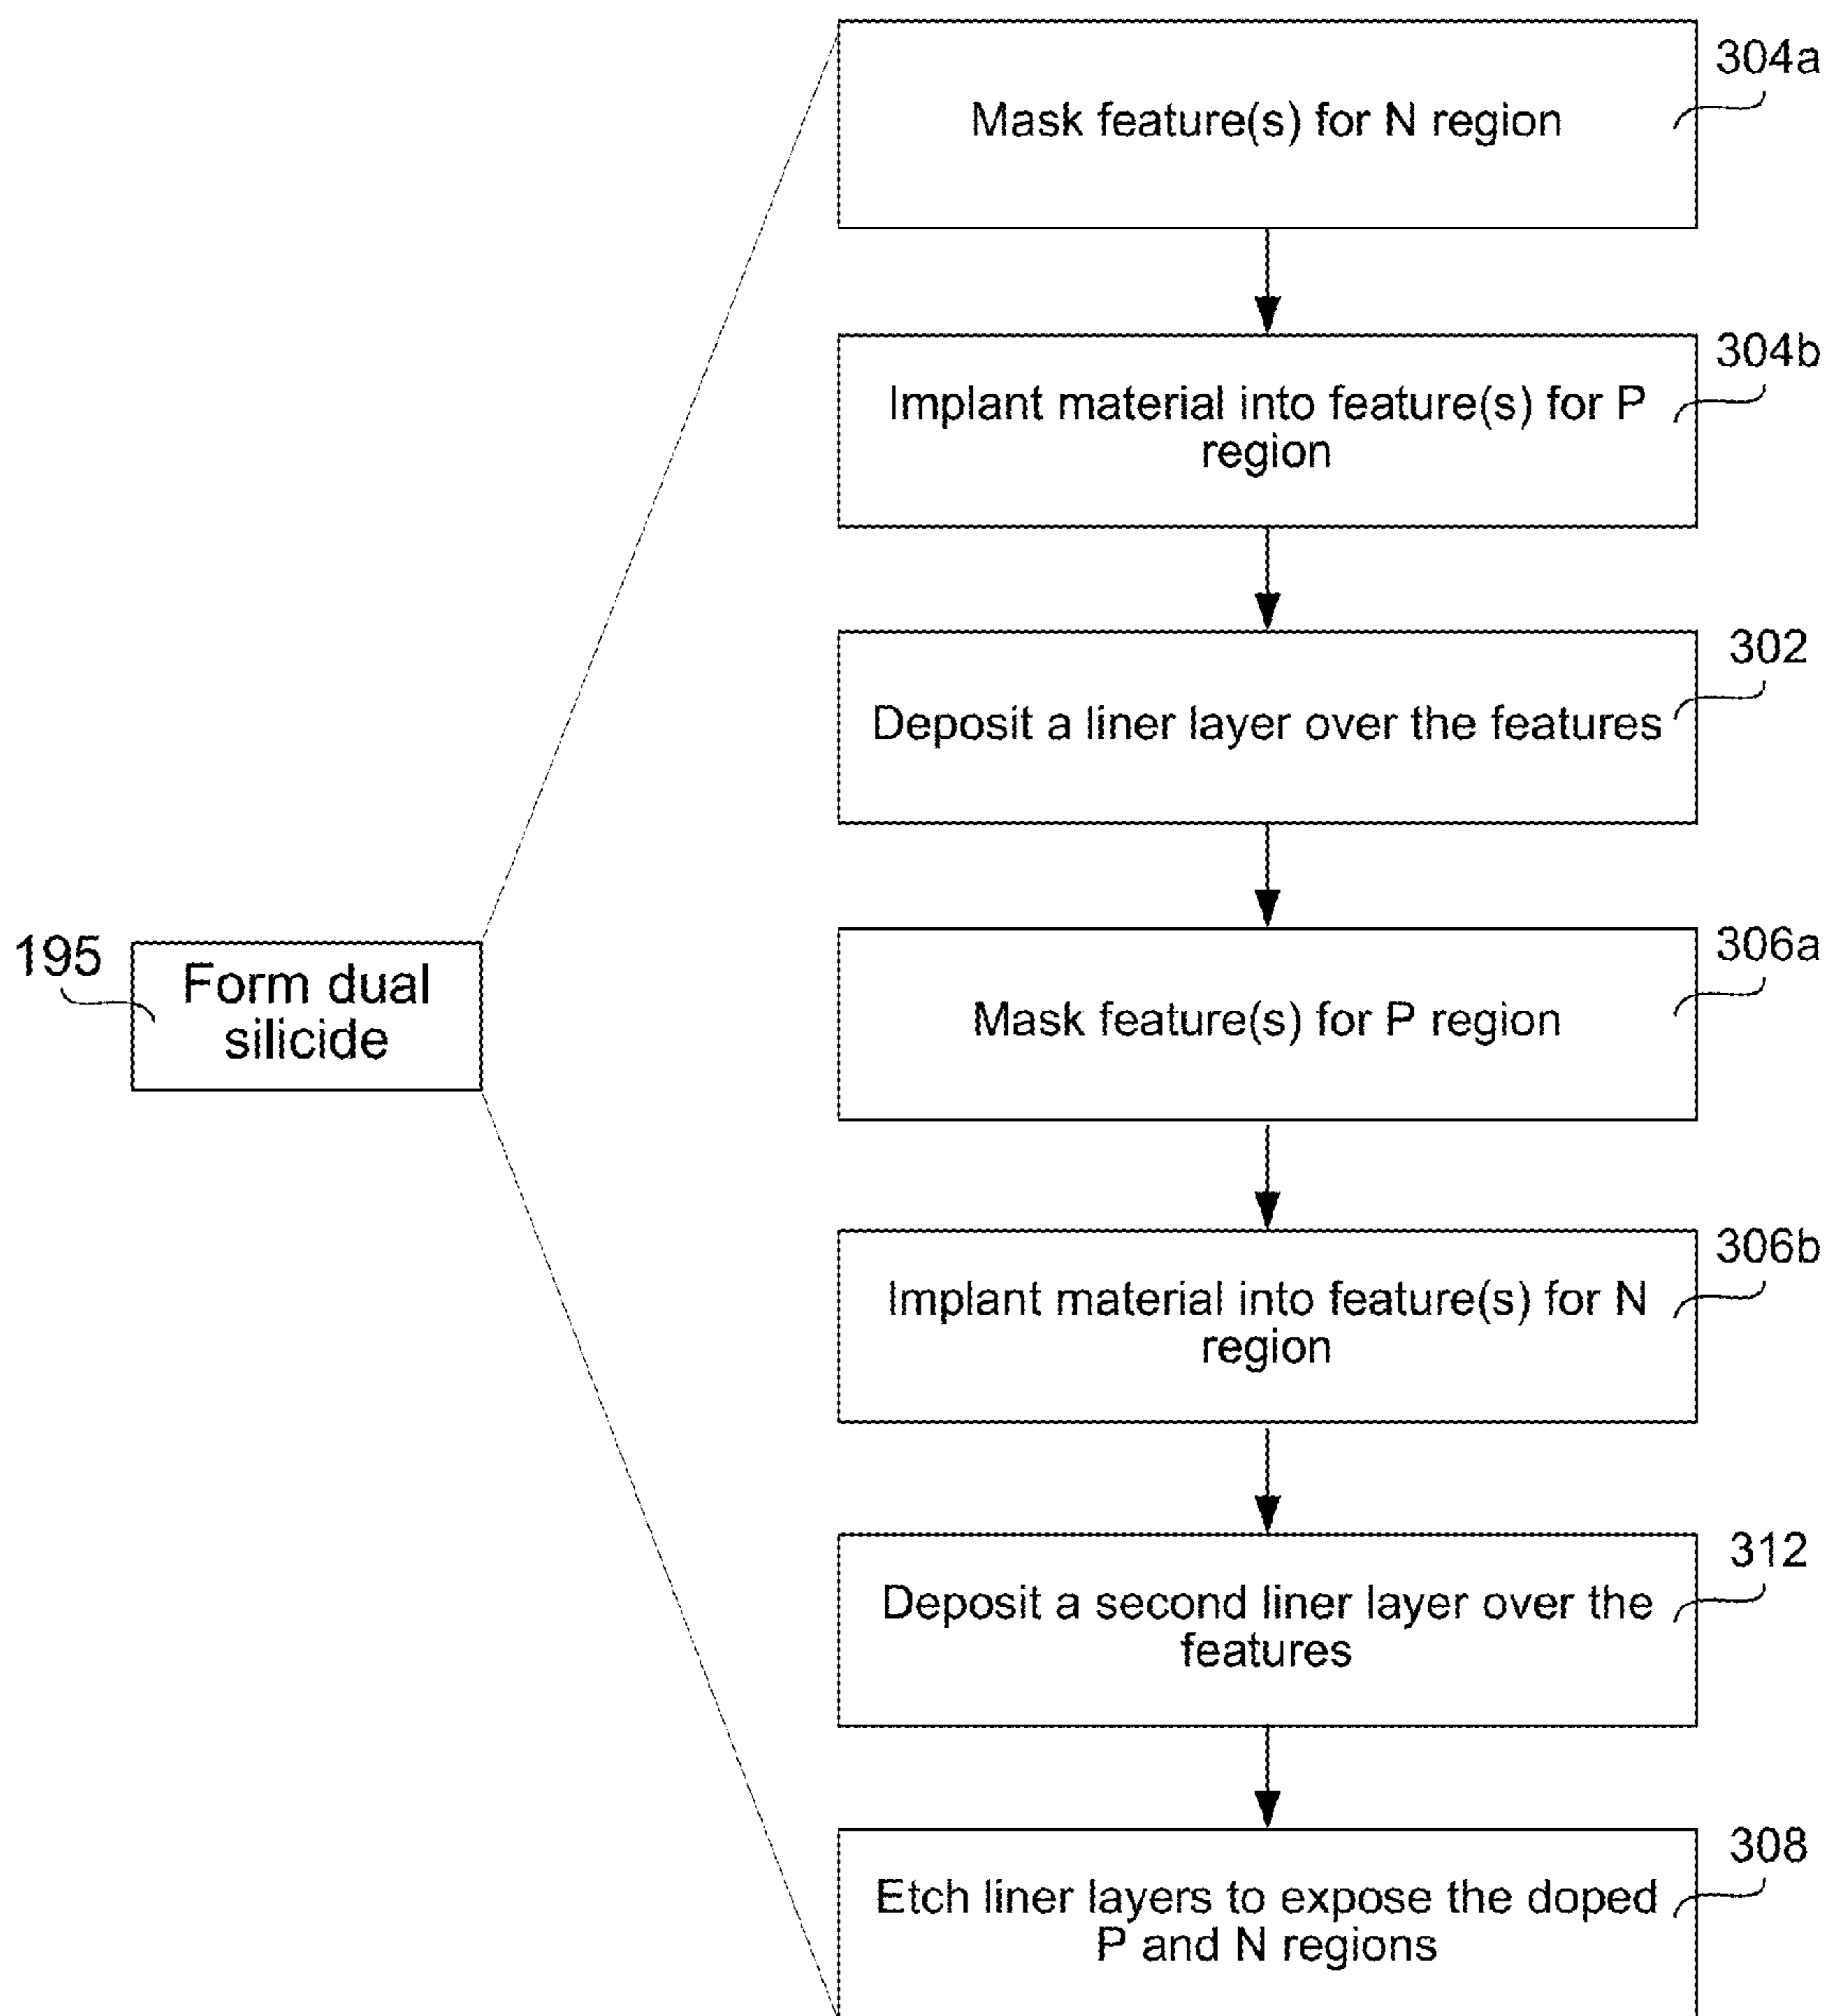 304a
Mask feature(s) for N region
304b
Implant material into feature(s) for P
region
302
Deposit a liner layer over the features
195
Form dual
silicide
306a
Mask feature(s) for P region
306b
Implant material into feature(s) for N
region
312
Deposit a second liner layer over the
features
308
Etch liner layers to expose the doped
P and N regions